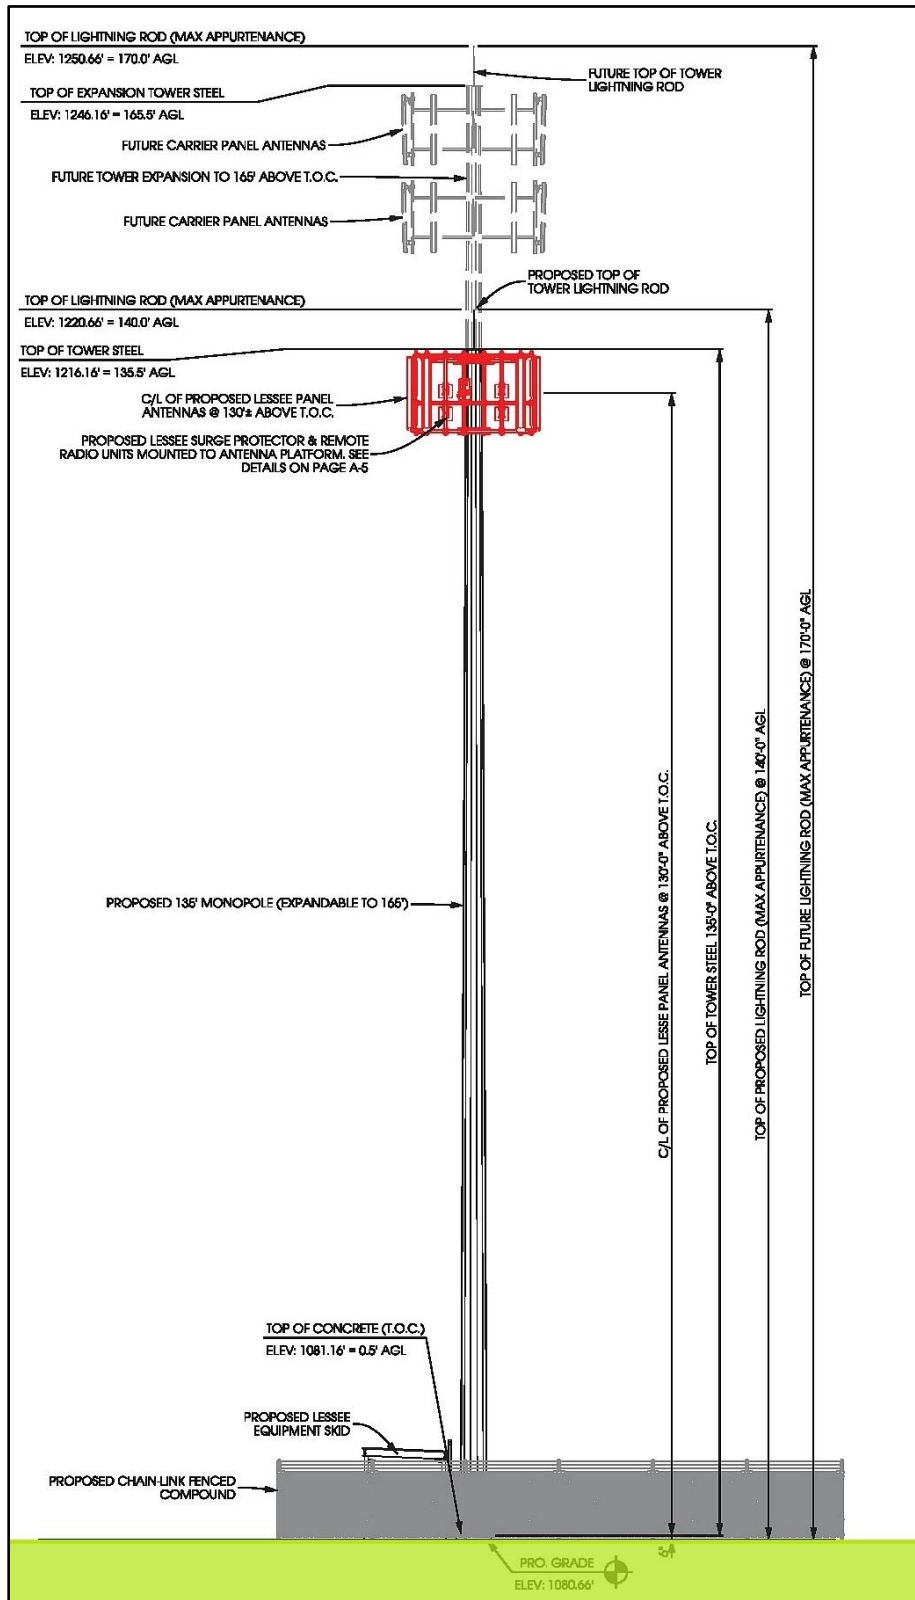 TOP OF LIGHTNING ROD (MAX APPURTENANCE)
ELEV: 1250.66' = 170.0' AGL
FUTURE TOP OF TOWER
LIGHTNING ROD
TOP OF EXPANSION TOWER STEEL
ELEV: 1246.16' = 165.5' AGL
FUTURE CARRIER PANEL ANTENNAS
FUTURE TOWER EXPANSION TO 165' ABOVE T.O.C.
FUTURE CARRIER PANEL ANTENNAS
PROPOSED TOP OF
TOWER LIGHTNING ROD
TOP OF LIGHTNING ROD (MAX APPURTENANCE)
ELEV: 1220.66' = 140.0' AGL
TOP OF TOWER STEEL
ELEV: 1216.16' = 135.5' AGL
C/L OF PROPOSED LESSEE PANEL
ANTENNAS @ 130'± ABOVE T.O.C.
PROPOSED LESSEE SURGE PROTECTOR & REMOTE
RADIO UNITS MOUNTED TO ANTENNA PLATFORM. SEE
DETAILS ON PAGE A-5
C/L OF PROPOSED LESSE PANEL ANTENNAS @ 130'-0" ABOVE T.O.C.
TOP OF TOWER STEEL 135'-0" ABOVE T.O.C.
TOP OF PROPOSED LIGHTNING ROD (MAX APPURTENANCE) @ 140'-0" AGL
TOP OF FUTURE LIGHTNING ROD (MAX APPURTENANCE) @ 170'-0" AGL
PROPOSED 135' MONOPOLE (EXPANDABLE TO 165')
TOP OF CONCRETE (T.O.C.)
ELEV: 1081.16' = 0.5' AGL
PROPOSED LESSEE
EQUIPMENT SKID
PROPOSED CHAIN-LINK FENCED
COMPOUND
6"
PRO. GRADE
ELEV: 1080.66'